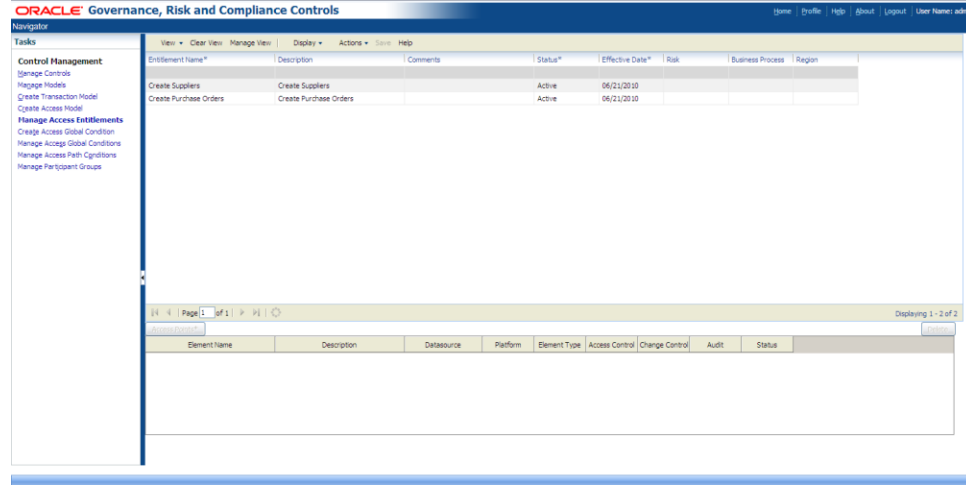 ORACLE Governance, Risk and Compliance Controls
Home Profile Help About Logout User Name: adm
Navigator
Tasks
View Clear View Manage View Display Actions Save Help
Control Management
Manage Controls
Manage Models
Create Transaction Model
Create Access Model
Manage Access Entitlements
Create Access Global Condition
Manage Access Global Conditions
Manage Access Path Conditions
Manage Participant Groups
Entitlement Name* Description Comments Status* Effective Date* Risk Business Process Region
Create Suppliers Create Suppliers Active 06/21/2010
Create Purchase Orders Create Purchase Orders Active 06/21/2010
Page 1 of 1
Displaying 1 - 2 of 2
Access Points
Delete
Element Name Description Datasource Platform Element Type Access Control Change Control Audit Status